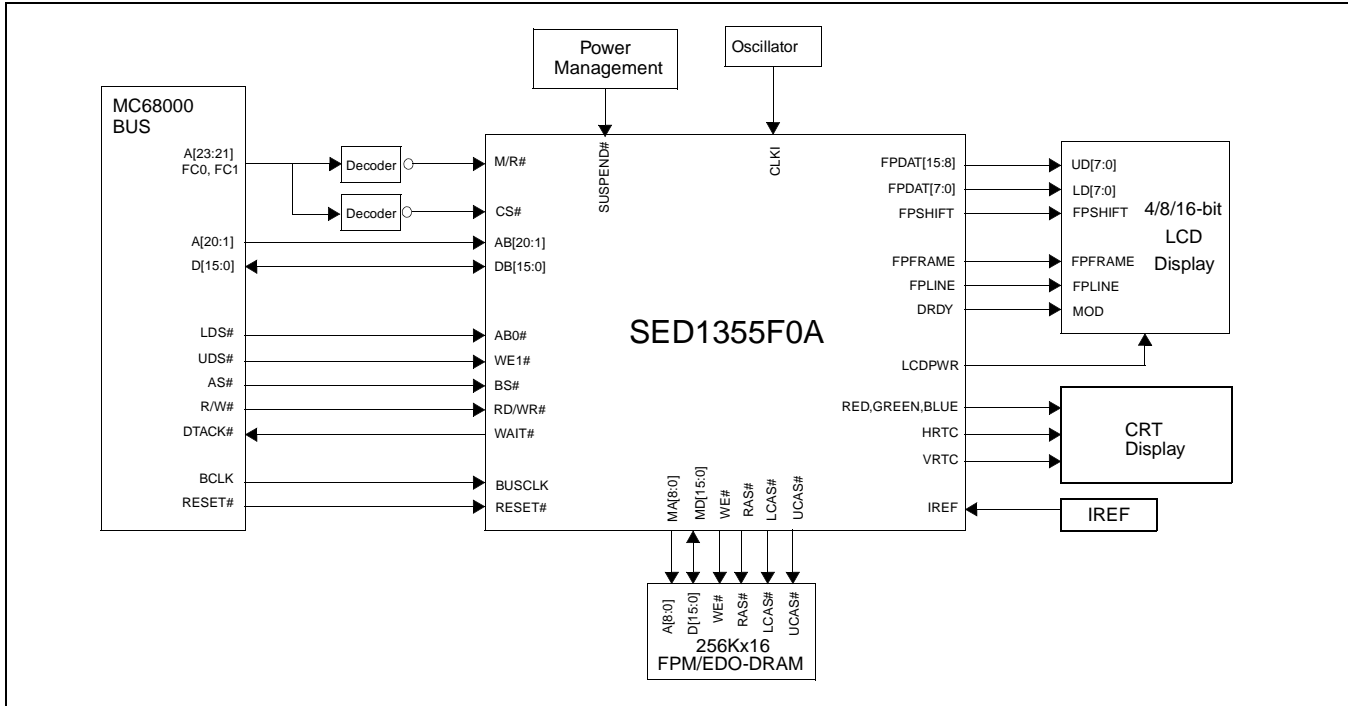 Power
Management
Oscillator
MC68000
BUS
A[23:21]
FC0, FC1
Decoder
Decoder
A[20:1]
D[15:0]
LDS#
UDS#
AS#
R/W#
DTACK#
BCLK
RESET#
M/R#
CS#
AB[20:1]
DB[15:0]
AB0#
WE1#
BS#
RD/WR#
WAIT#
BUSCLK
RESET#
SUSPEND#
CLKI
SED1355F0A
FPDAT[15:8]
FPDAT[7:0]
FPSHIFT
FPFRAME
FPLINE
DRDY
LCDPWR
RED,GREEN,BLUE
HRTC
VRTC
IREF
UD[7:0]
LD[7:0]
FPSHIFT
FPFRAME
FPLINE
MOD
4/8/16-bit
LCD
Display
CRT
Display
IREF
MA[8:0]
MD[15:0]
WE#
RAS#
LCAS#
UCAS#
A[8:0]
D[15:0]
WE#
RAS#
LCAS#
UCAS#
256Kx16
FPM/EDO-DRAM